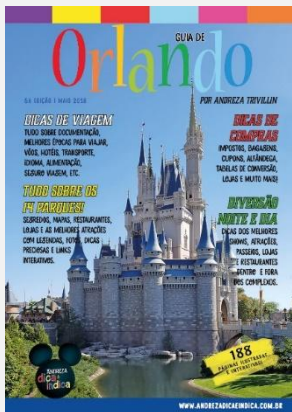 GUIA DE
Orlando
5ª EDIÇÃO | MAIO 2018
POR ANDREZA TRIVILLIN
DICAS DE VIAGEM
TUDO SOBRE DOCUMENTAÇÃO,
MELHORES ÉPOCAS PARA VIAJAR,
VÔOS, HOTÉIS, TRANSPORTE,
IDIOMA, ALIMENTAÇÃO,
SEGURO VIAGEM, ETC.
TUDO SOBRE OS
14 PARQUES!
SEGREDOS, MAPAS, RESTAURANTES,
LOJAS E AS MELHORES ATRAÇÕES
COM LEGENDAS, FOTOS, DICAS
PRECIOSAS E LINKS
INTERATIVOS.
DICAS DE
COMPRAS
IMPOSTOS, BAGAGENS,
CUPONS, ALFÂNDEGA,
TABELAS DE CONVERSÃO,
LOJAS E MUITO MAIS!
DIVERSÃO
NOITE E DIA
DICAS DOS MELHORES
SHOWS, ATRAÇÕES,
PASSEIOS, LOJAS
E RESTAURANTES
DENTRO E FORA
DOS COMPLEXOS.
188
PÁGINAS ILUSTRADAS
E INTERATIVAS!
ANDREZA
dica e
indica
WWW.ANDREZADICAEINDICA.COM.BR